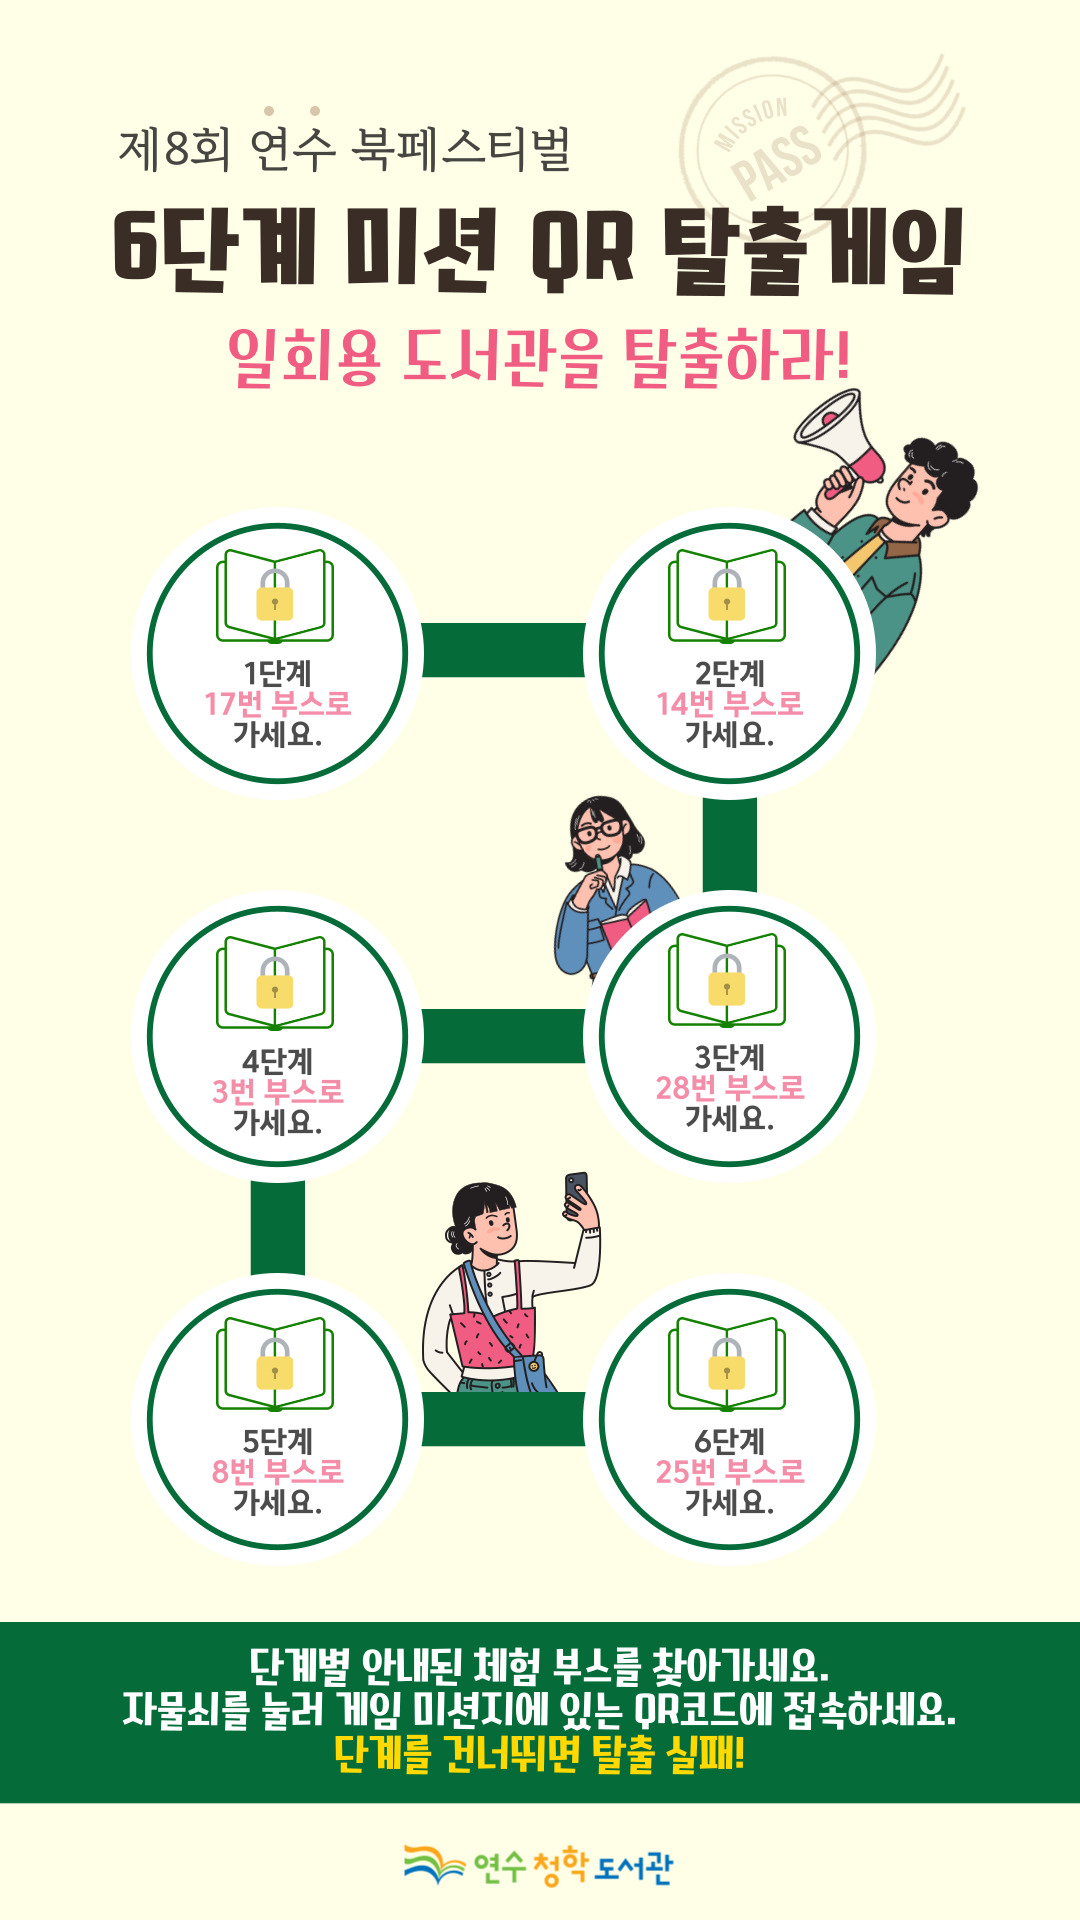 제8회 연수 북페스티벌
MISSION
PASS
6단계 미션 QR 탈출게임
일회용 도서관을 탈출하라!
1단계
17번 부스로
가세요.
2단계
14번 부스로
가세요.
3단계
28번 부스로
가세요.
4단계
3번 부스로
가세요.
5단계
8번 부스로
가세요.
6단계
25번 부스로
가세요.
단계별 안내된 체험 부스를 찾아가세요.
자물쇠를 눌러 게임 미션지에 있는 QR코드에 접속하세요.
단계를 건너뛰면 탈출 실패!
연수 청학 도서관